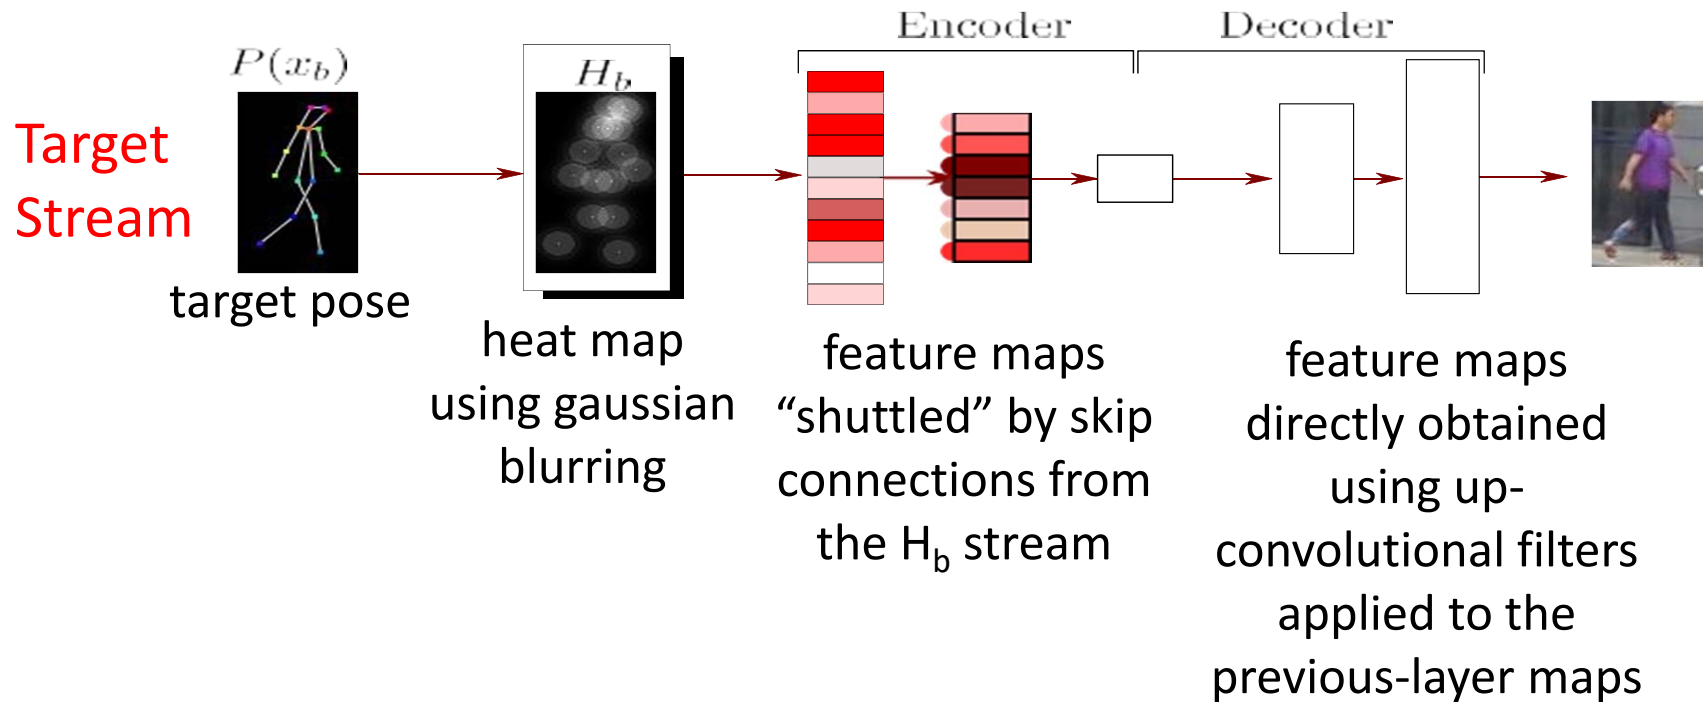 Encoder
Decoder
P(x_b)
H_b
Target
Stream
target pose
heat map
using gaussian
blurring
feature maps
“shuttled” by skip
connections from
the H_b stream
feature maps
directly obtained
using up-
convolutional filters
applied to the
previous-layer maps